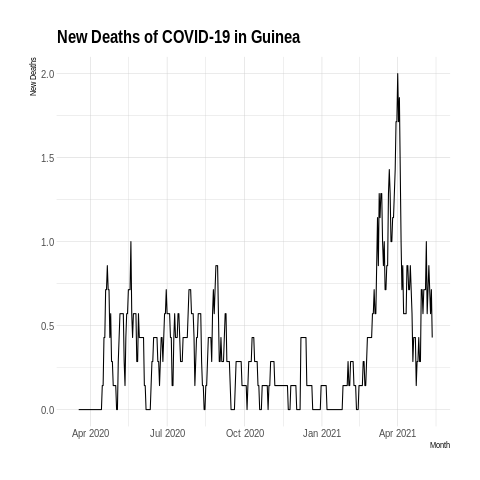 New Deaths of COVID-19 in Guinea
New Deaths
2.0
1.5
1.0
0.5
0.0
Apr 2020 Jul 2020 Oct 2020 Jan 2021 Apr 2021
Month